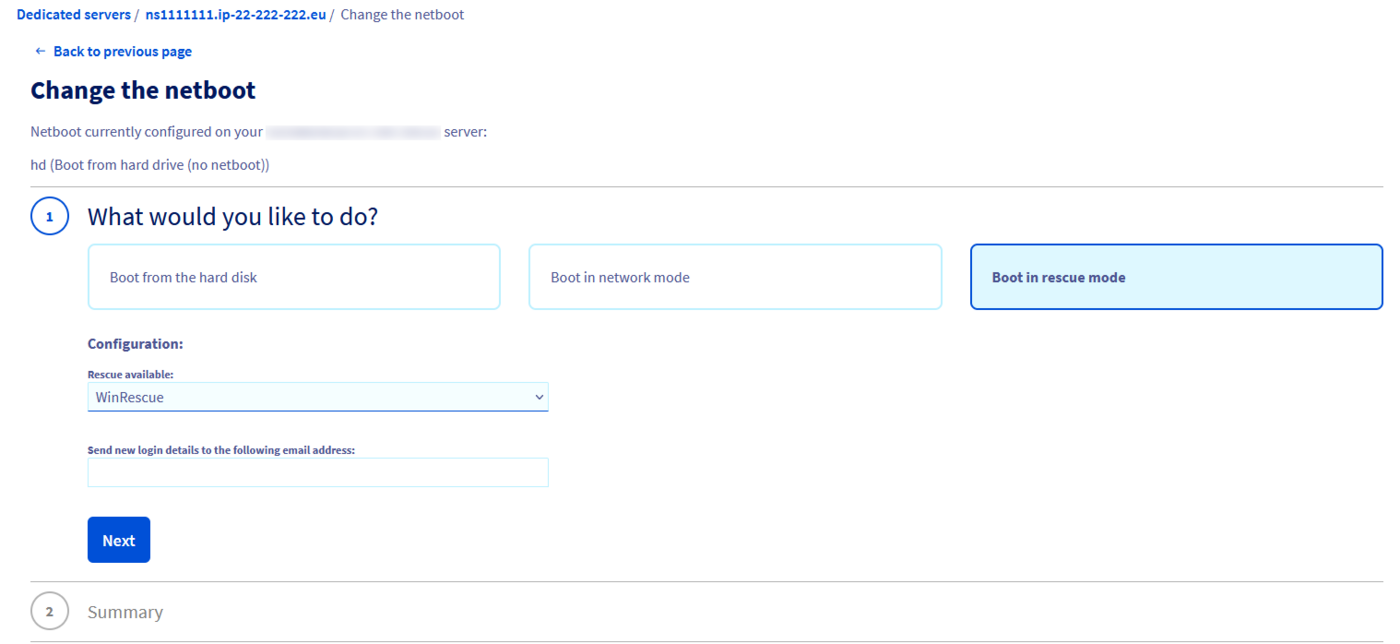 Dedicated servers / ns1111111.ip-22-222-222.eu / Change the netboot
← Back to previous page
Change the netboot
Netboot currently configured on your server:
hd (Boot from hard drive (no netboot))
1 What would you like to do?
Boot from the hard disk Boot in network mode Boot in rescue mode
Configuration:
Rescue available:
WinRescue
Send new login details to the following email address:
Next
2 Summary